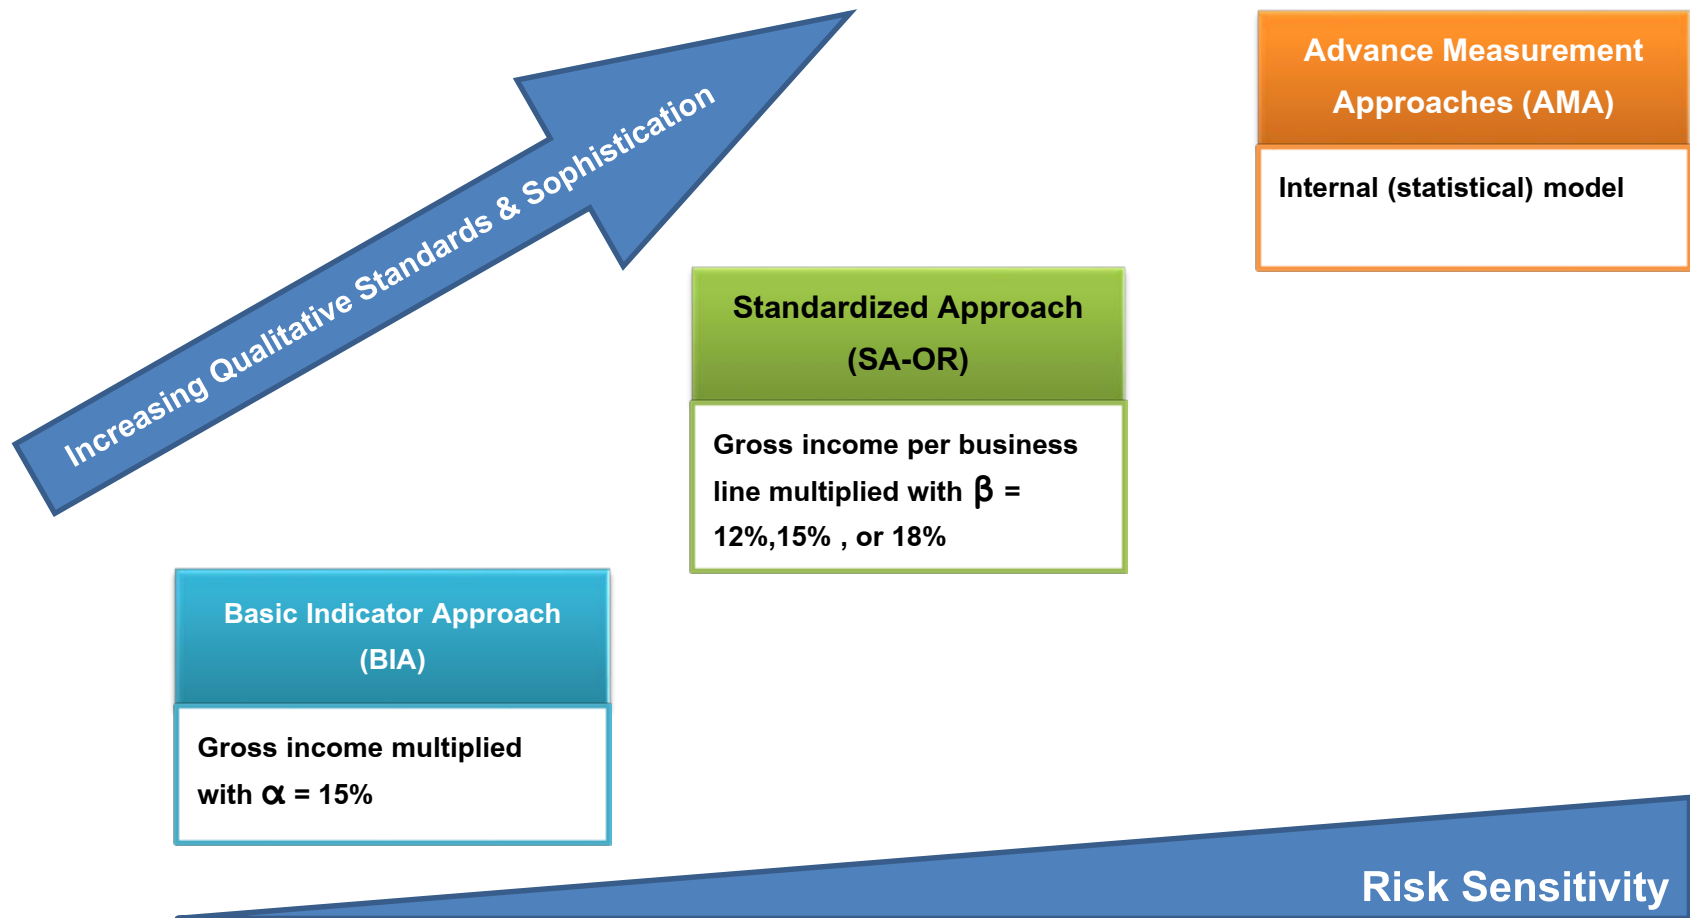 Increasing Qualitative Standards & Sophistication
Advance Measurement
Approaches (AMA)
Internal (statistical) model
Standardized Approach
(SA-OR)
Gross income per business
line multiplied with β =
12%,15% , or 18%
Basic Indicator Approach
(BIA)
Gross income multiplied
with α = 15%
Risk Sensitivity